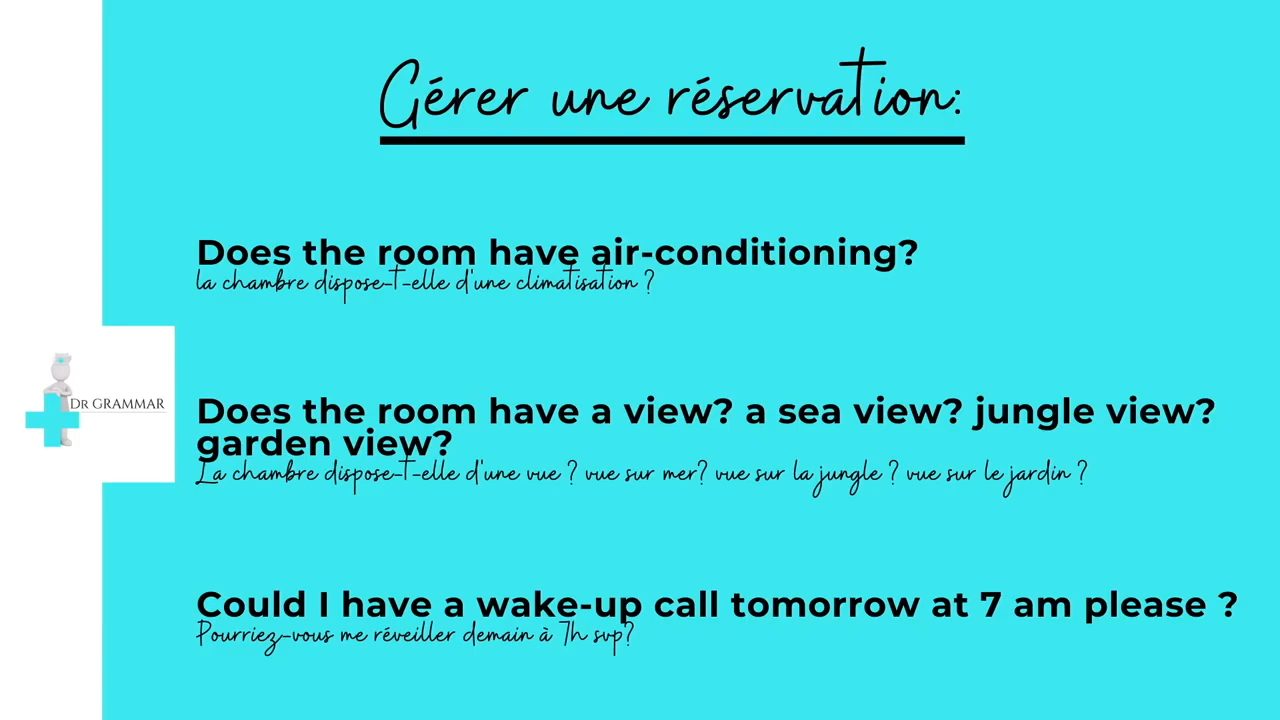 Gérer une réservation:
Does the room have air-conditioning?
la chambre dispose-t-elle d'une climatisation ?
DR GRAMMAR
Does the room have a view? a sea view? jungle view?
garden view?
La chambre dispose-t-elle d'une vue ? vue sur mer? vue sur la jungle ? vue sur le jardin ?
Could I have a wake-up call tomorrow at 7 am please ?
Pourriez-vous me réveiller demain à 7h svp?